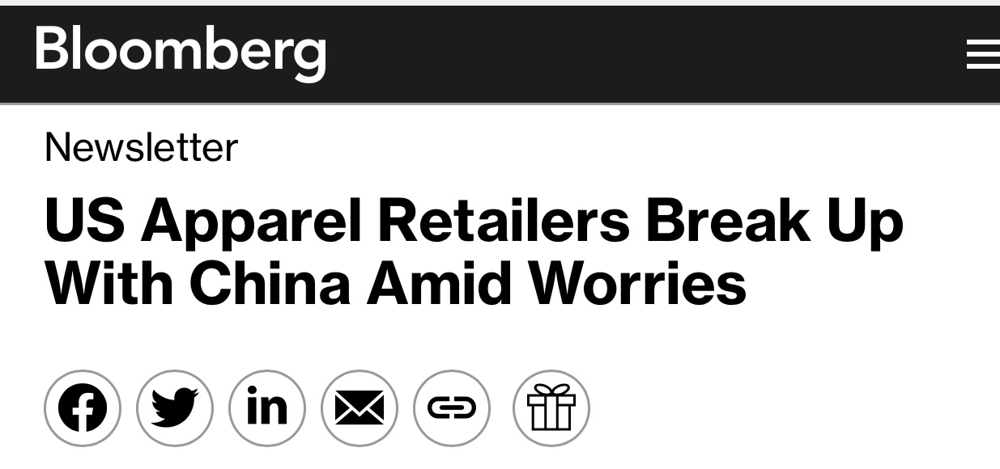 Bloomberg
Newsletter
US Apparel Retailers Break Up
With China Amid Worries
in